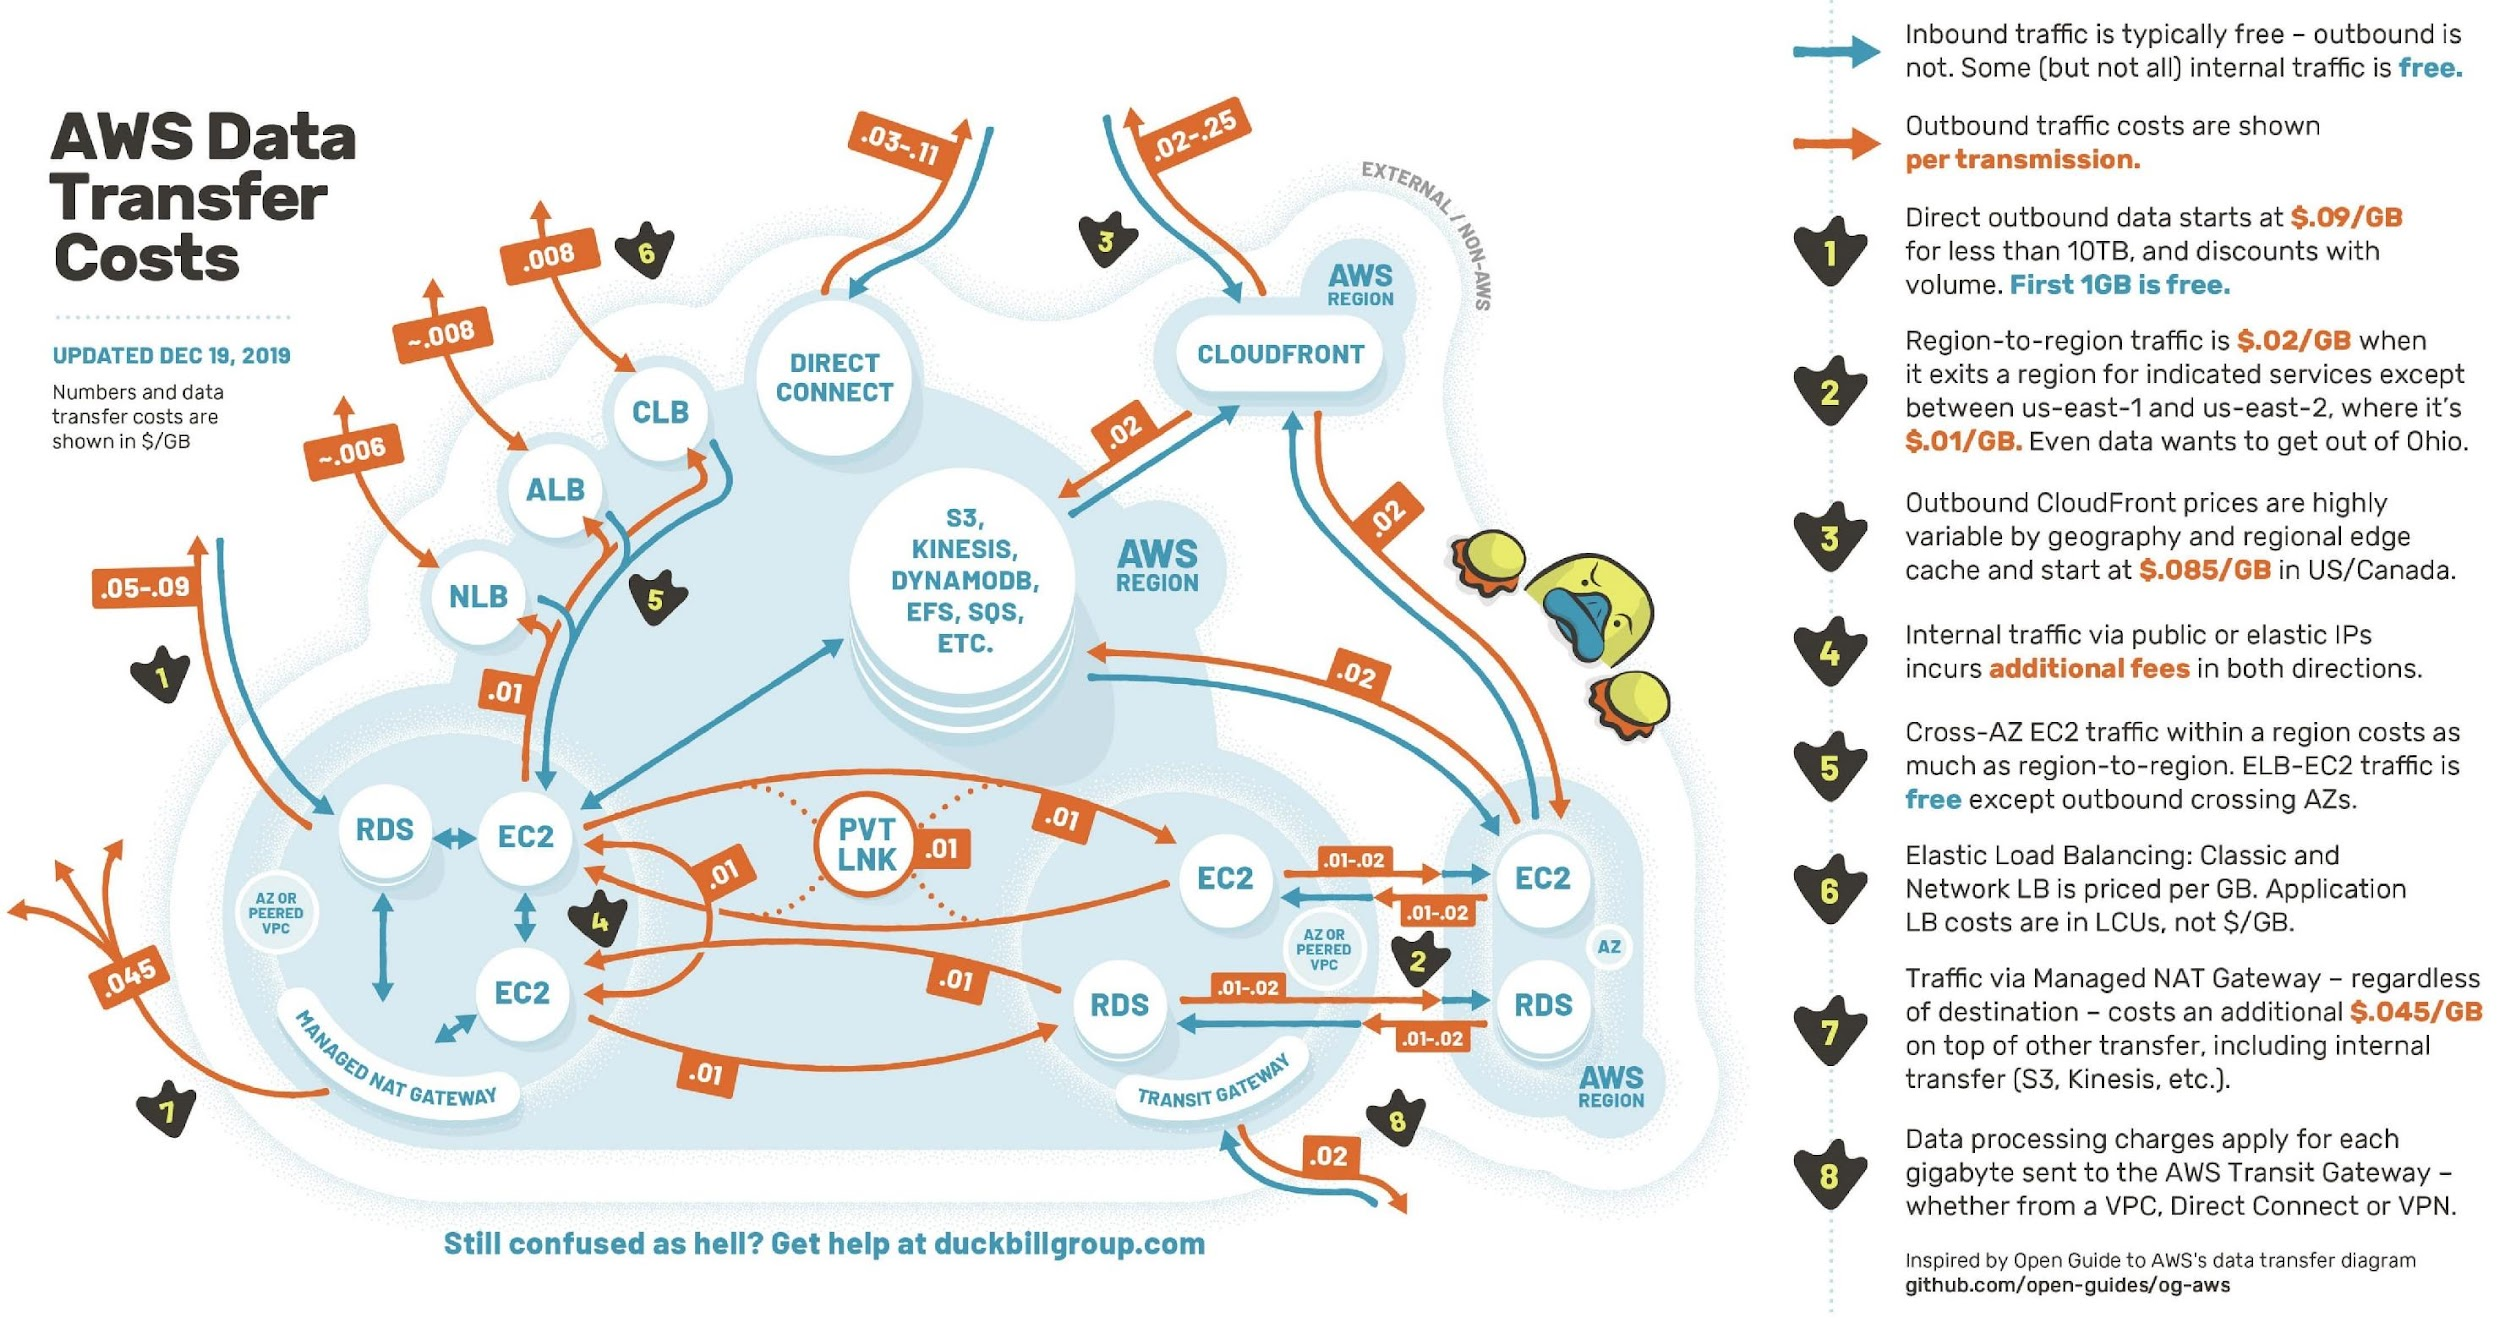 AWS Data
Transfer
Costs
UPDATED DEC 19, 2019
Numbers and data
transfer costs are
shown in $/GB
.03-.11
.02-.25
EXTERNAL / NON-AWS
3
6
.008
~.008
~.006
.05-.09
1
AWS
REGION
CLOUDFRONT
DIRECT
CONNECT
CLB
ALB
NLB
5
.01
.02
.02
S3,
KINESIS,
DYNAMODB,
EFS, SQS,
ETC.
AWS
REGION
.02
RDS
EC2
EC2
AZ OR
PEERED
VPC
4
MANAGED NAT GATEWAY
.045
7
PVT
LNK
.01
.01
.01
.01
.01
EC2
RDS
AZ OR
PEERED
VPC
TRANSIT GATEWAY
.01-.02
.01-.02
2
.01-.02
.01-.02
EC2
AZ
RDS
AWS
REGION
8
.02
Still confused as hell? Get help at duckbillgroup.com
Inbound traffic is typically free – outbound is
not. Some (but not all) internal traffic is free.
Outbound traffic costs are shown
per transmission.
1
Direct outbound data starts at $.09/GB
for less than 10TB, and discounts with
volume. First 1GB is free.
2
Region-to-region traffic is $.02/GB when
it exits a region for indicated services except
between us-east-1 and us-east-2, where it's
$.01/GB. Even data wants to get out of Ohio.
3
Outbound CloudFront prices are highly
variable by geography and regional edge
cache and start at $.085/GB in US/Canada.
4
Internal traffic via public or elastic IPs
incurs additional fees in both directions.
5
Cross-AZ EC2 traffic within a region costs as
much as region-to-region. ELB-EC2 traffic is
free except outbound crossing AZs.
6
Elastic Load Balancing: Classic and
Network LB is priced per GB. Application
LB costs are in LCUs, not $/GB.
7
Traffic via Managed NAT Gateway – regardless
of destination – costs an additional $.045/GB
on top of other transfer, including internal
transfer (S3, Kinesis, etc.).
8
Data processing charges apply for each
gigabyte sent to the AWS Transit Gateway –
whether from a VPC, Direct Connect or VPN.
Inspired by Open Guide to AWS's data transfer diagram
github.com/open-guides/og-aws